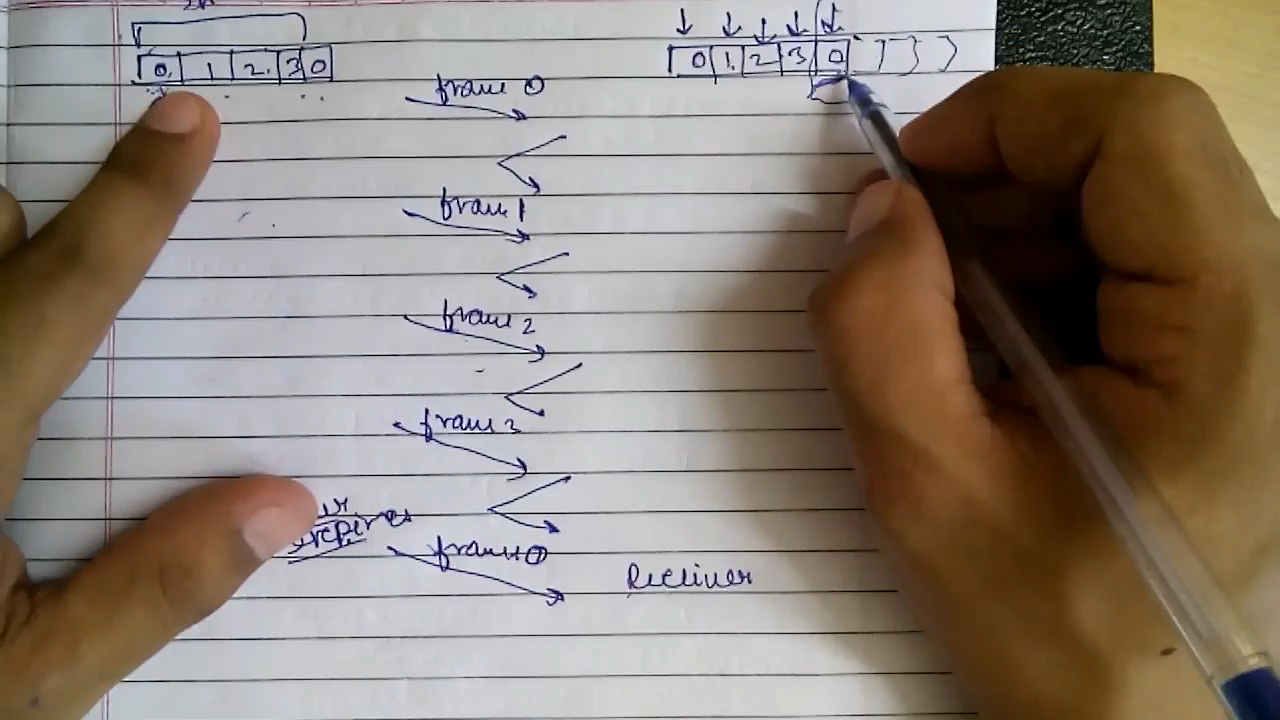 0 1 2 3 0
0 1 2 3 0
frame 0
frame 1
frame 2
frame 3
frame 0
Reciiver